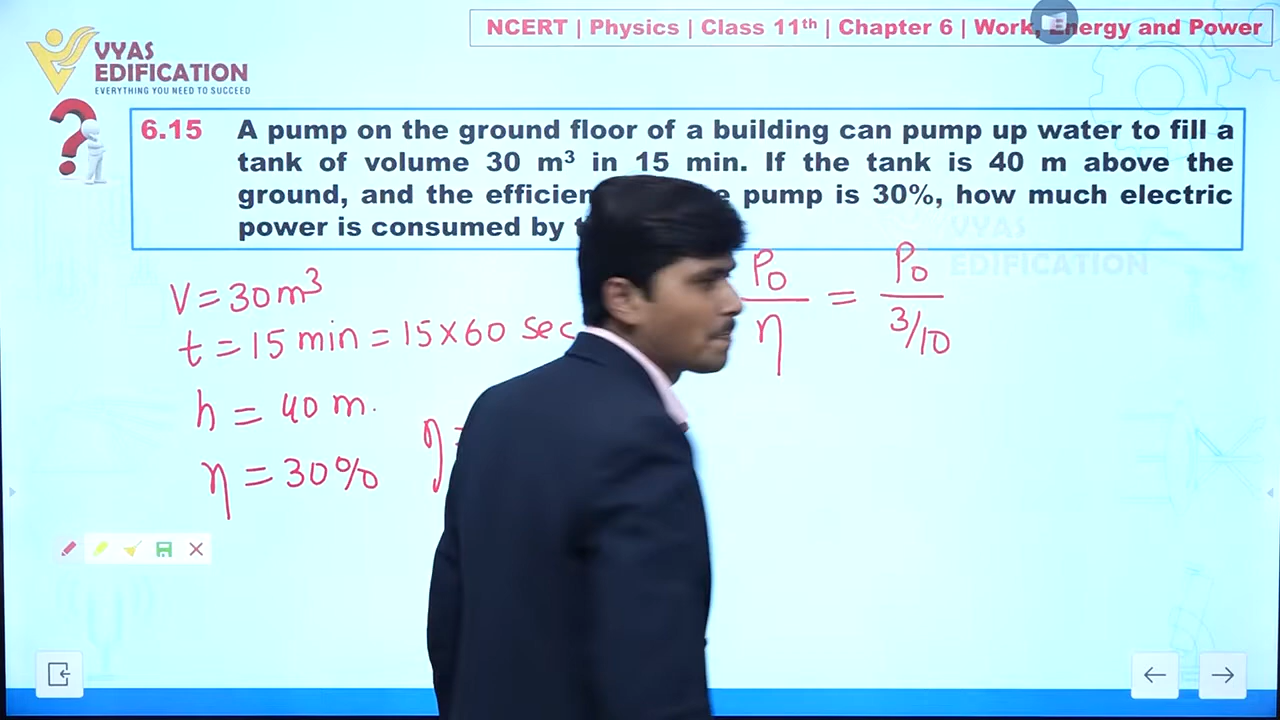 NCERT | Physics | Class 11th | Chapter 6 | Work, Energy and Power
VYAS
EDIFICATION
EVERYTHING YOU NEED TO SUCCEED
6.15 A pump on the ground floor of a building can pump up water to fill a
tank of volume 30 m³ in 15 min. If the tank is 40 m above the
ground, and the pump is 30%, how much electric
power is consumed by
VYAS
EDIFICATION
V = 30 m³
t = 15 min = 15 × 60 sec
h = 40 m.
η = 30%
η =
P₀/η = P₀/(3/10)